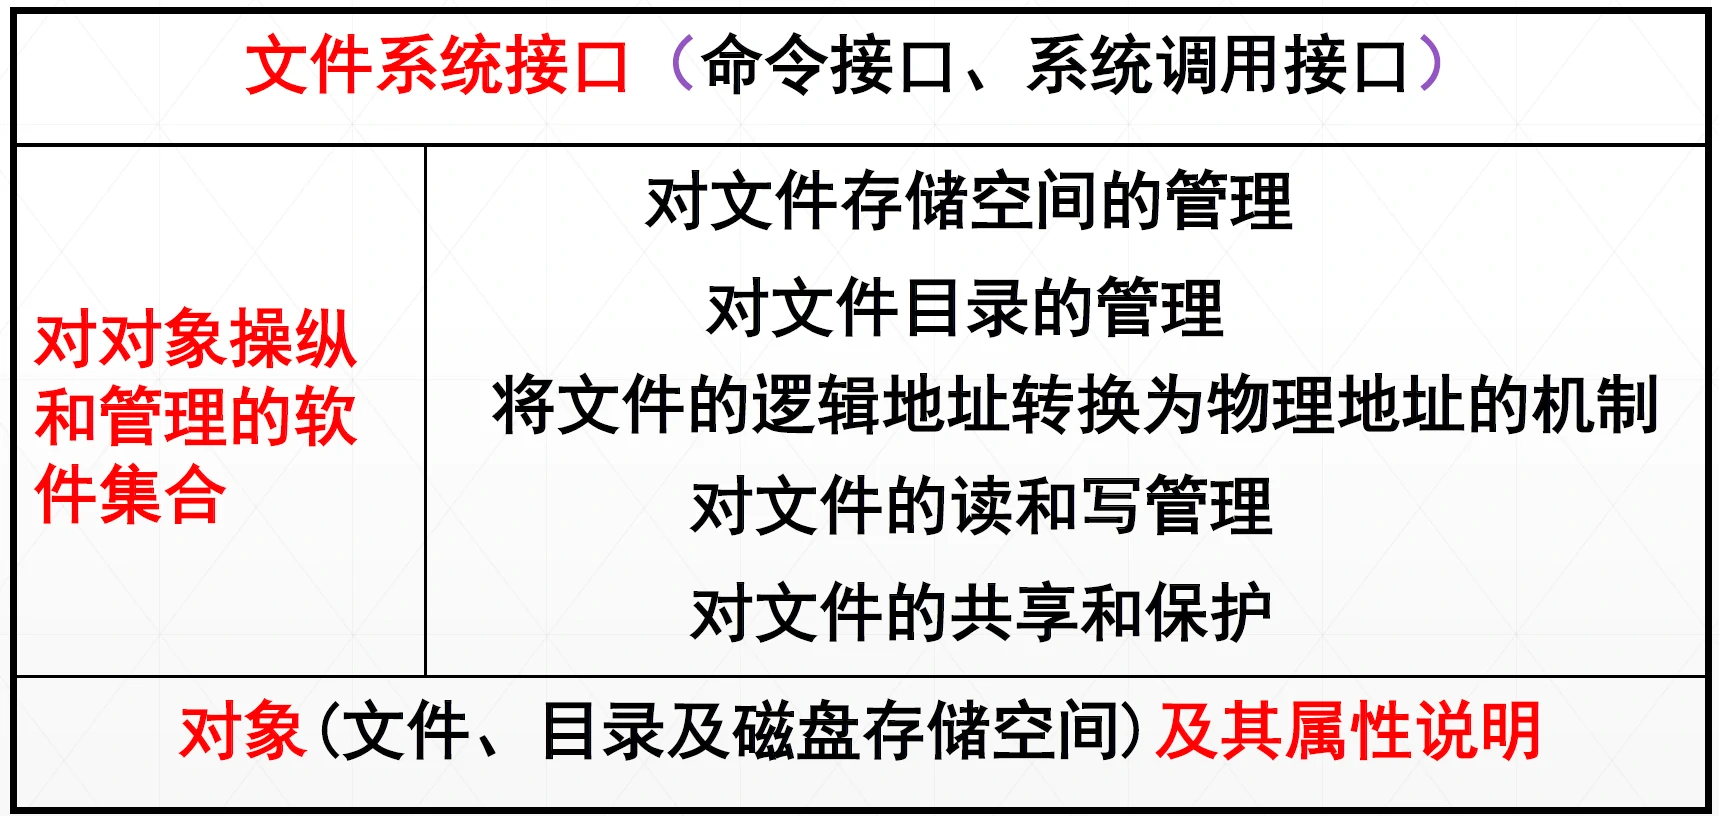 文件系统接口（命令接口、系统调用接口）
对文件存储空间的管理
对文件目录的管理
对对象操纵
和管理的软
件集合
将文件的逻辑地址转换为物理地址的机制
对文件的读和写管理
对文件的共享和保护
对象(文件、目录及磁盘存储空间)及其属性说明